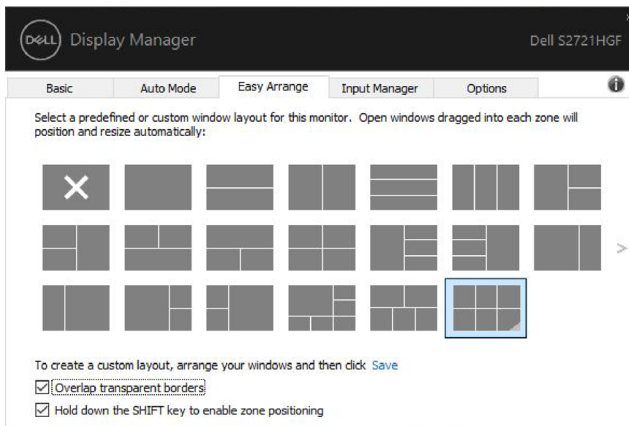 DELL Display Manager Dell S2721HGF
Basic Auto Mode Easy Arrange Input Manager Options
Select a predefined or custom window layout for this monitor. Open windows dragged into each zone will
position and resize automatically:
To create a custom layout, arrange your windows and then click Save
Overlap transparent borders
Hold down the SHIFT key to enable zone positioning